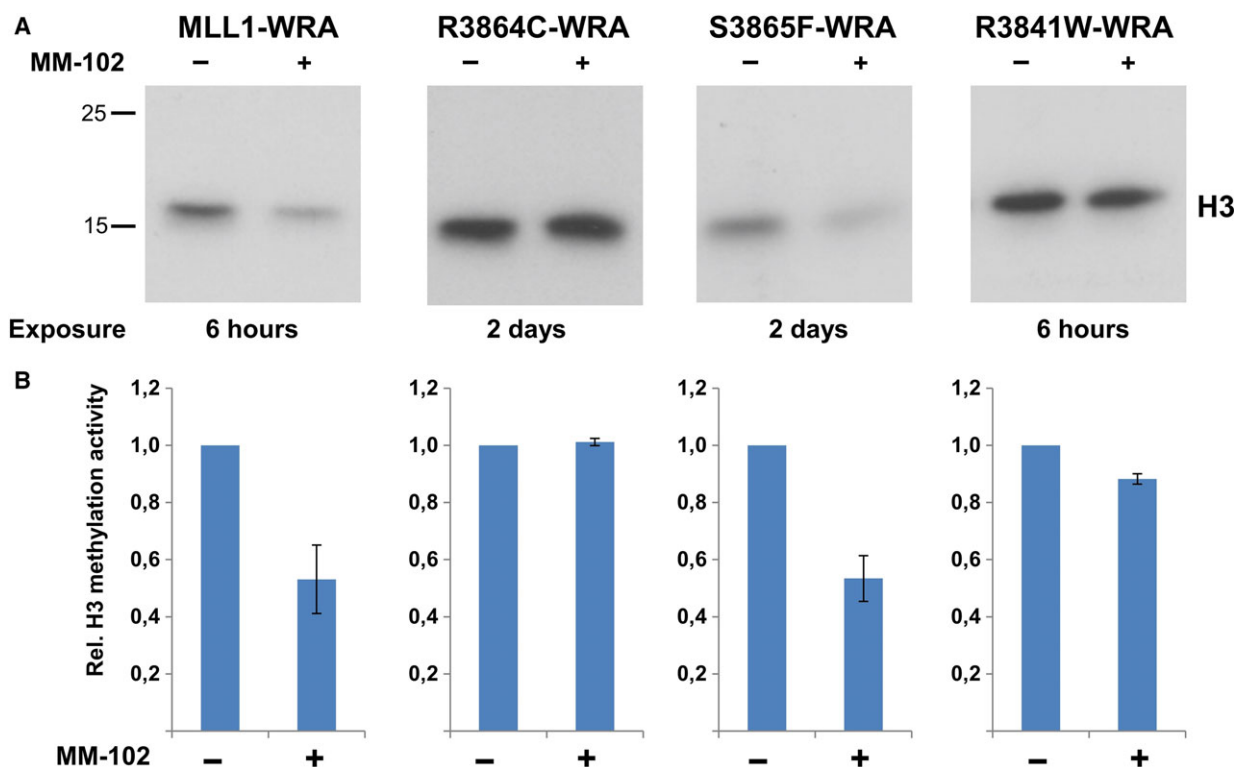 A
MLL1-WRA R3864C-WRA S3865F-WRA R3841W-WRA
MM-102 – + – + – + – +
25
15
H3
Exposure 6 hours 2 days 2 days 6 hours
B
Rel. H3 methylation activity
1,2 1,2 1,2 1,2
1,0 1,0 1,0 1,0
0,8 0,8 0,8 0,8
0,6 0,6 0,6 0,6
0,4 0,4 0,4 0,4
0,2 0,2 0,2 0,2
MM-102 – + – + – + – +